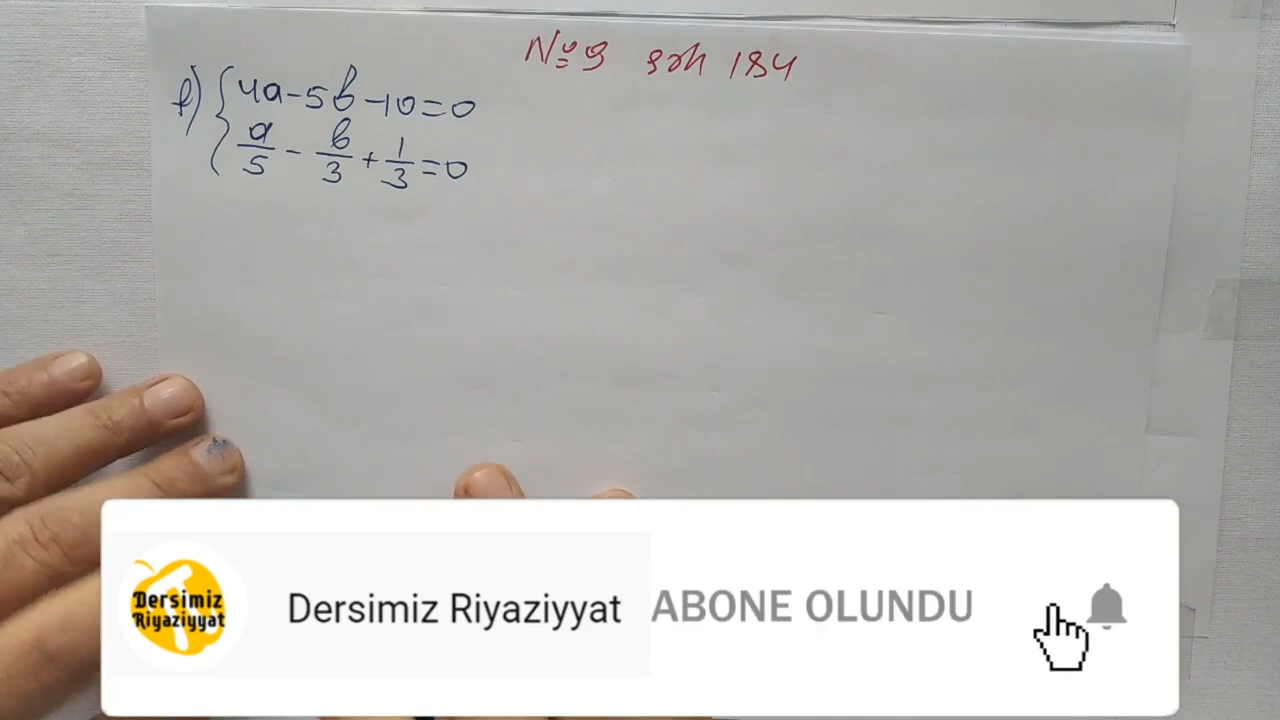 №9 səh 184
f) { 4a-5b-10=0
a/5 - b/3 + 1/3 = 0
Dersimiz Riyaziyyat
Dersimiz Riyaziyyat ABONE OLUNDU